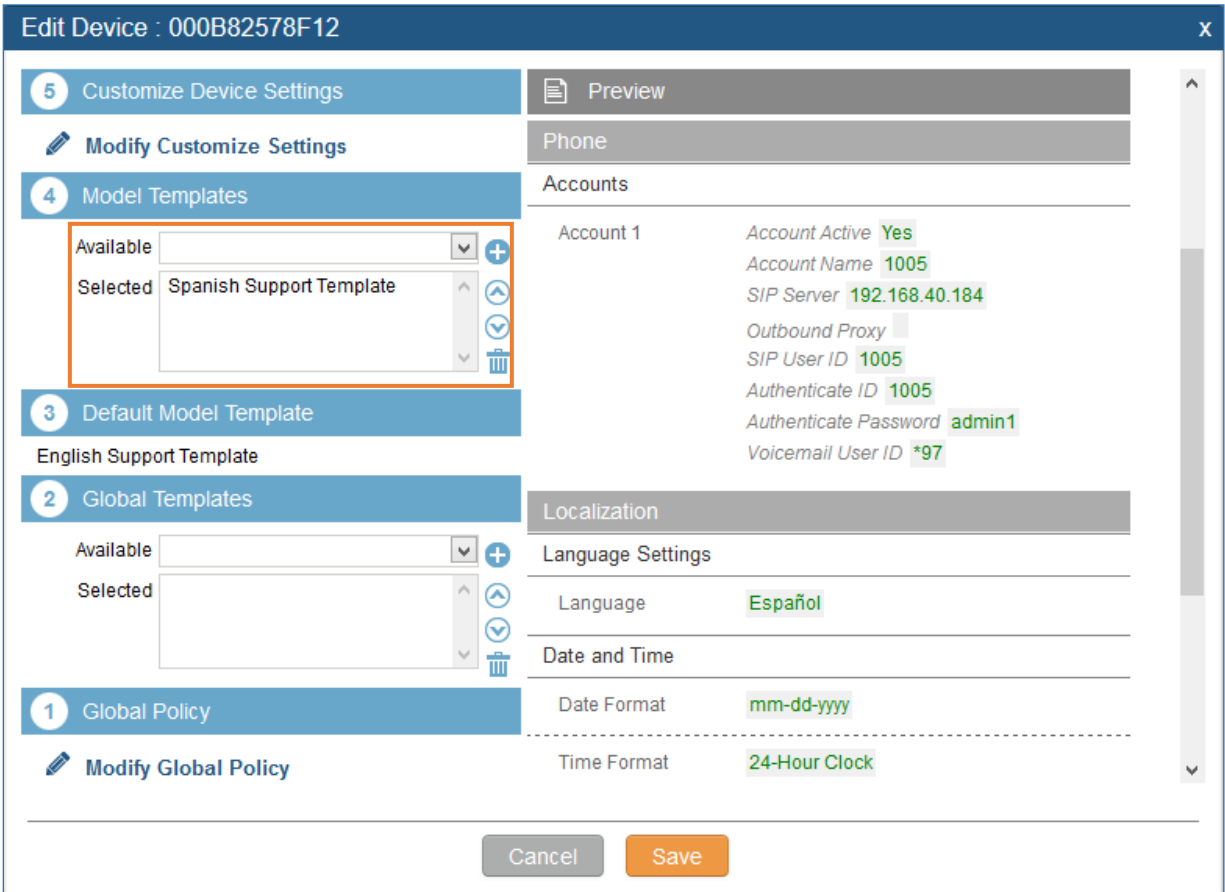 Edit Device : 000B82578F12
x
5 Customize Device Settings
Modify Customize Settings
4 Model Templates
Available
Selected Spanish Support Template
3 Default Model Template
English Support Template
2 Global Templates
Available
Selected
1 Global Policy
Modify Global Policy
Preview
Phone
Accounts
Account 1
Account Active Yes
Account Name 1005
SIP Server 192.168.40.184
Outbound Proxy
SIP User ID 1005
Authenticate ID 1005
Authenticate Password admin1
Voicemail User ID *97
Localization
Language Settings
Language Español
Date and Time
Date Format mm-dd-yyyy
Time Format 24-Hour Clock
Cancel Save